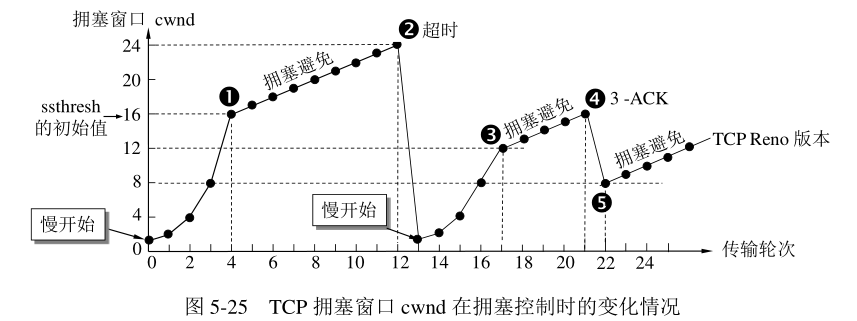 拥塞窗口 cwnd
❷ 超时
24
拥塞避免
20
ssthresh
的初始值
16
❶
❹ 3 -ACK
拥塞避免
❸
12
拥塞避免
TCP Reno 版本
8
❺
慢开始
慢开始
4
0
0 2 4 6 8 10 12 14 16 18 20 22 24
传输轮次
图 5-25 TCP 拥塞窗口 cwnd 在拥塞控制时的变化情况